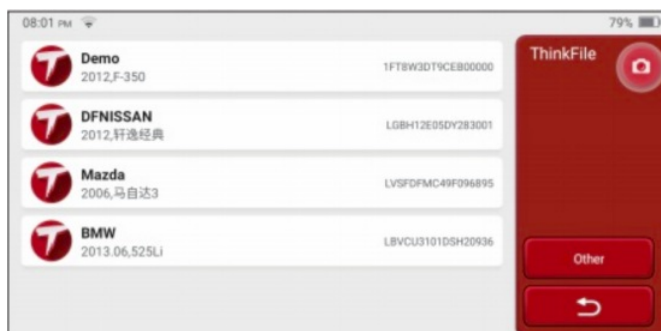 08:01 PM
79%
Demo
2012,F-350
1FT8W3DT9CEB00000
DFNISSAN
2012,轩逸经典
LGBH12E05DY283001
Mazda
2006,马自达3
LVSFDFMC49F096895
BMW
2013.06,525Li
LBVCU3101DSH20936
ThinkFile
Other